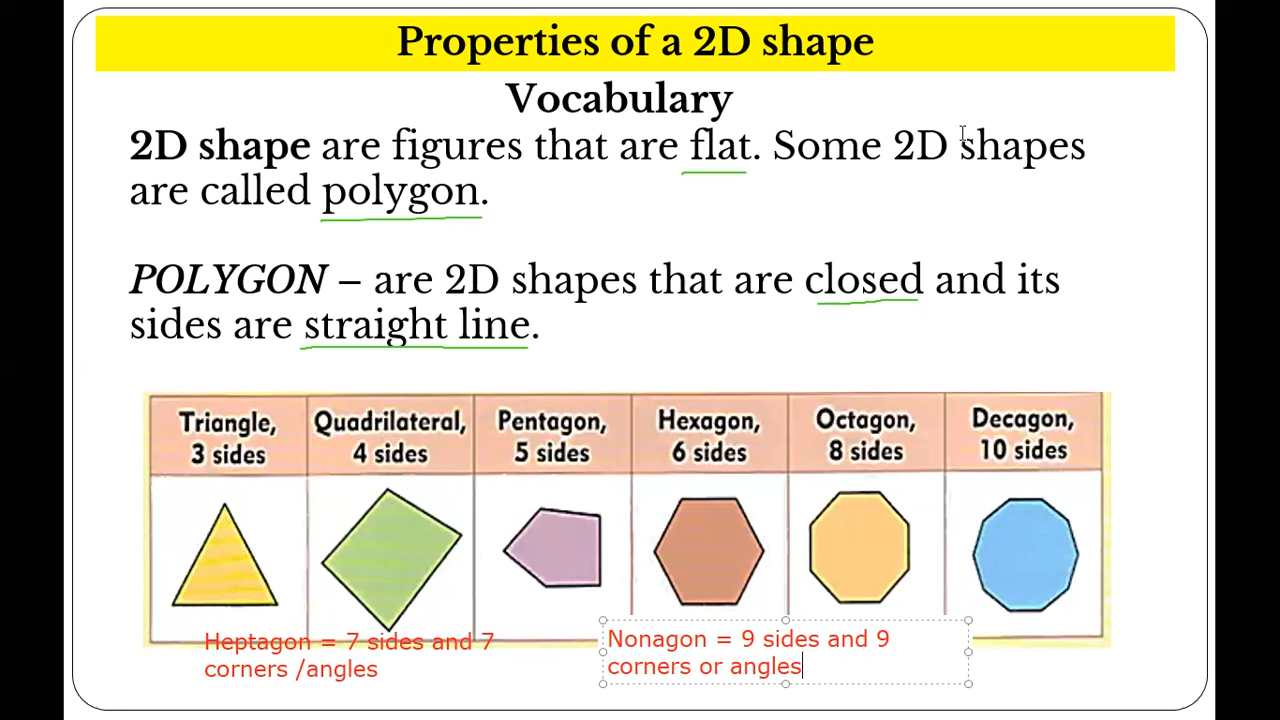 Properties of a 2D shape
Vocabulary
2D shape are figures that are flat. Some 2D shapes
are called polygon.
POLYGON – are 2D shapes that are closed and its
sides are straight line.
Triangle,
3 sides
Quadrilateral,
4 sides
Pentagon,
5 sides
Hexagon,
6 sides
Octagon,
8 sides
Decagon,
10 sides
Heptagon = 7 sides and 7
corners /angles
Nonagon = 9 sides and 9
corners or angles